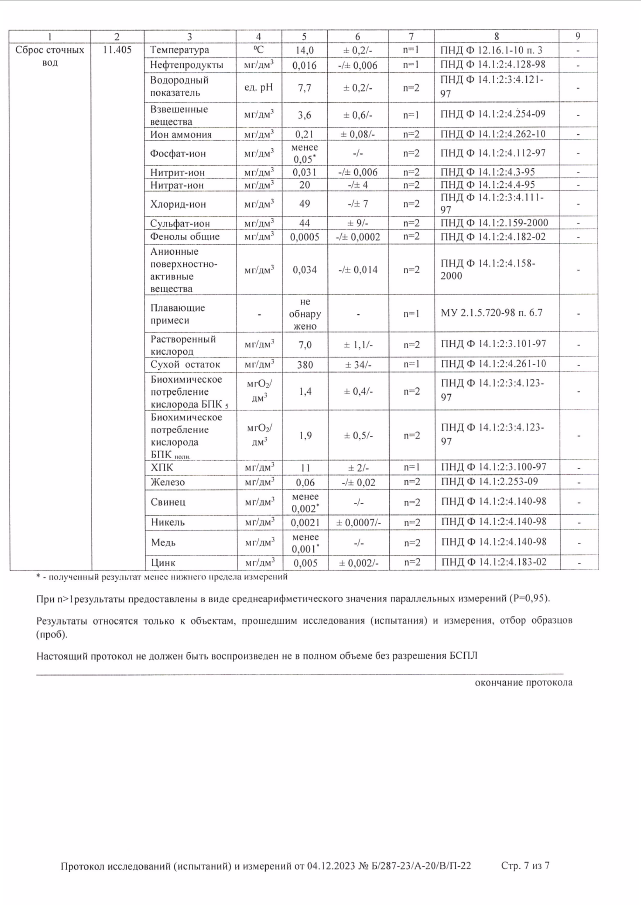 1 2 3 4 5 6 7 8 9
Сброс сточных вод 11.405 Температура ⁰С 14,0 ± 0,2/- n=1 ПНД Ф 12.16.1-10 п. 3 -
Нефтепродукты мг/дм³ 0,016 -/± 0,006 n=1 ПНД Ф 14.1:2:4.128-98 -
Водородный показатель ед. рН 7,7 ± 0,2/- n=2 ПНД Ф 14.1:2:3:4.121-97 -
Взвешенные вещества мг/дм³ 3,6 ± 0,6/- n=1 ПНД Ф 14.1:2:4.254-09 -
Ион аммония мг/дм³ 0,21 ± 0,08/- n=2 ПНД Ф 14.1:2:4.262-10 -
Фосфат-ион мг/дм³ менее 0,05* -/- n=2 ПНД Ф 14.1:2:4.112-97 -
Нитрит-ион мг/дм³ 0,031 -/± 0,006 n=2 ПНД Ф 14.1:2:4.3-95 -
Нитрат-ион мг/дм³ 20 -/± 4 n=2 ПНД Ф 14.1:2:4.4-95 -
Хлорид-ион мг/дм³ 49 -/± 7 n=2 ПНД Ф 14.1:2:3:4.111-97 -
Сульфат-ион мг/дм³ 44 ± 9/- n=2 ПНД Ф 14.1:2.159-2000 -
Фенолы общие мг/дм³ 0,0005 -/± 0,0002 n=2 ПНД Ф 14.1:2:4.182-02 -
Анионные поверхностно-активные вещества мг/дм³ 0,034 -/± 0,014 n=2 ПНД Ф 14.1:2:4.158-2000 -
Плавающие примеси - не обнару жено - n=1 МУ 2.1.5.720-98 п. 6.7 -
Растворенный кислород мг/дм³ 7,0 ± 1,1/- n=2 ПНД Ф 14.1:2:3.101-97 -
Сухой остаток мг/дм³ 380 ± 34/- n=1 ПНД Ф 14.1:2:4.261-10 -
Биохимическое потребление кислорода БПК 5 мгО₂/дм³ 1,4 ± 0,4/- n=2 ПНД Ф 14.1:2:3:4.123-97 -
Биохимическое потребление кислорода БПК полн. мгО₂/дм³ 1,9 ± 0,5/- n=2 ПНД Ф 14.1:2:3:4.123-97 -
ХПК мг/дм³ 11 ± 2/- n=1 ПНД Ф 14.1:2:3.100-97 -
Железо мг/дм³ 0,06 -/± 0,02 n=2 ПНД Ф 14.1:2.253-09 -
Свинец мг/дм³ менее 0,002* -/- n=2 ПНД Ф 14.1:2:4.140-98 -
Никель мг/дм³ 0,0021 ± 0,0007/- n=2 ПНД Ф 14.1:2:4.140-98 -
Медь мг/дм³ менее 0,001* -/- n=2 ПНД Ф 14.1:2:4.140-98 -
Цинк мг/дм³ 0,005 ± 0,002/- n=2 ПНД Ф 14.1:2:4.183-02 -
* - полученный результат менее нижнего предела измерений
При n>1результаты предоставлены в виде среднеарифметического значения параллельных измерений (Р=0,95).
Результаты относятся только к объектам, прошедшим исследования (испытания) и измерения, отбор образцов
(проб).
Настоящий протокол не должен быть воспроизведен не в полном объеме без разрешения БСПЛ
окончание протокола
Протокол исследований (испытаний) и измерений от 04.12.2023 № Б/287-23/А-20/В/П-22 Стр. 7 из 7